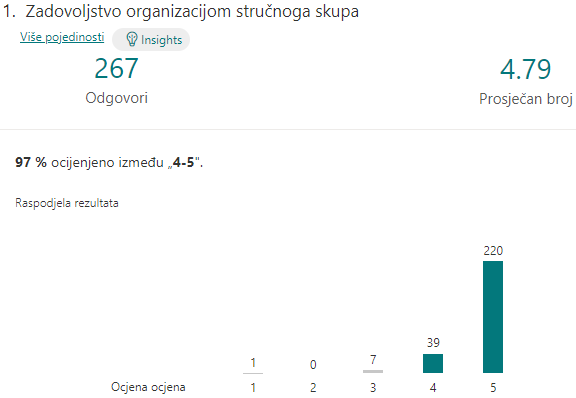 1. Zadovoljstvo organizacijom stručnoga skupa
Više pojedinosti Insights
267 4.79
Odgovori Prosječan broj
97 % ocijenjeno između „4-5“.
Raspodjela rezultata
1 0 7 39 220
Ocjena ocjena 1 2 3 4 5